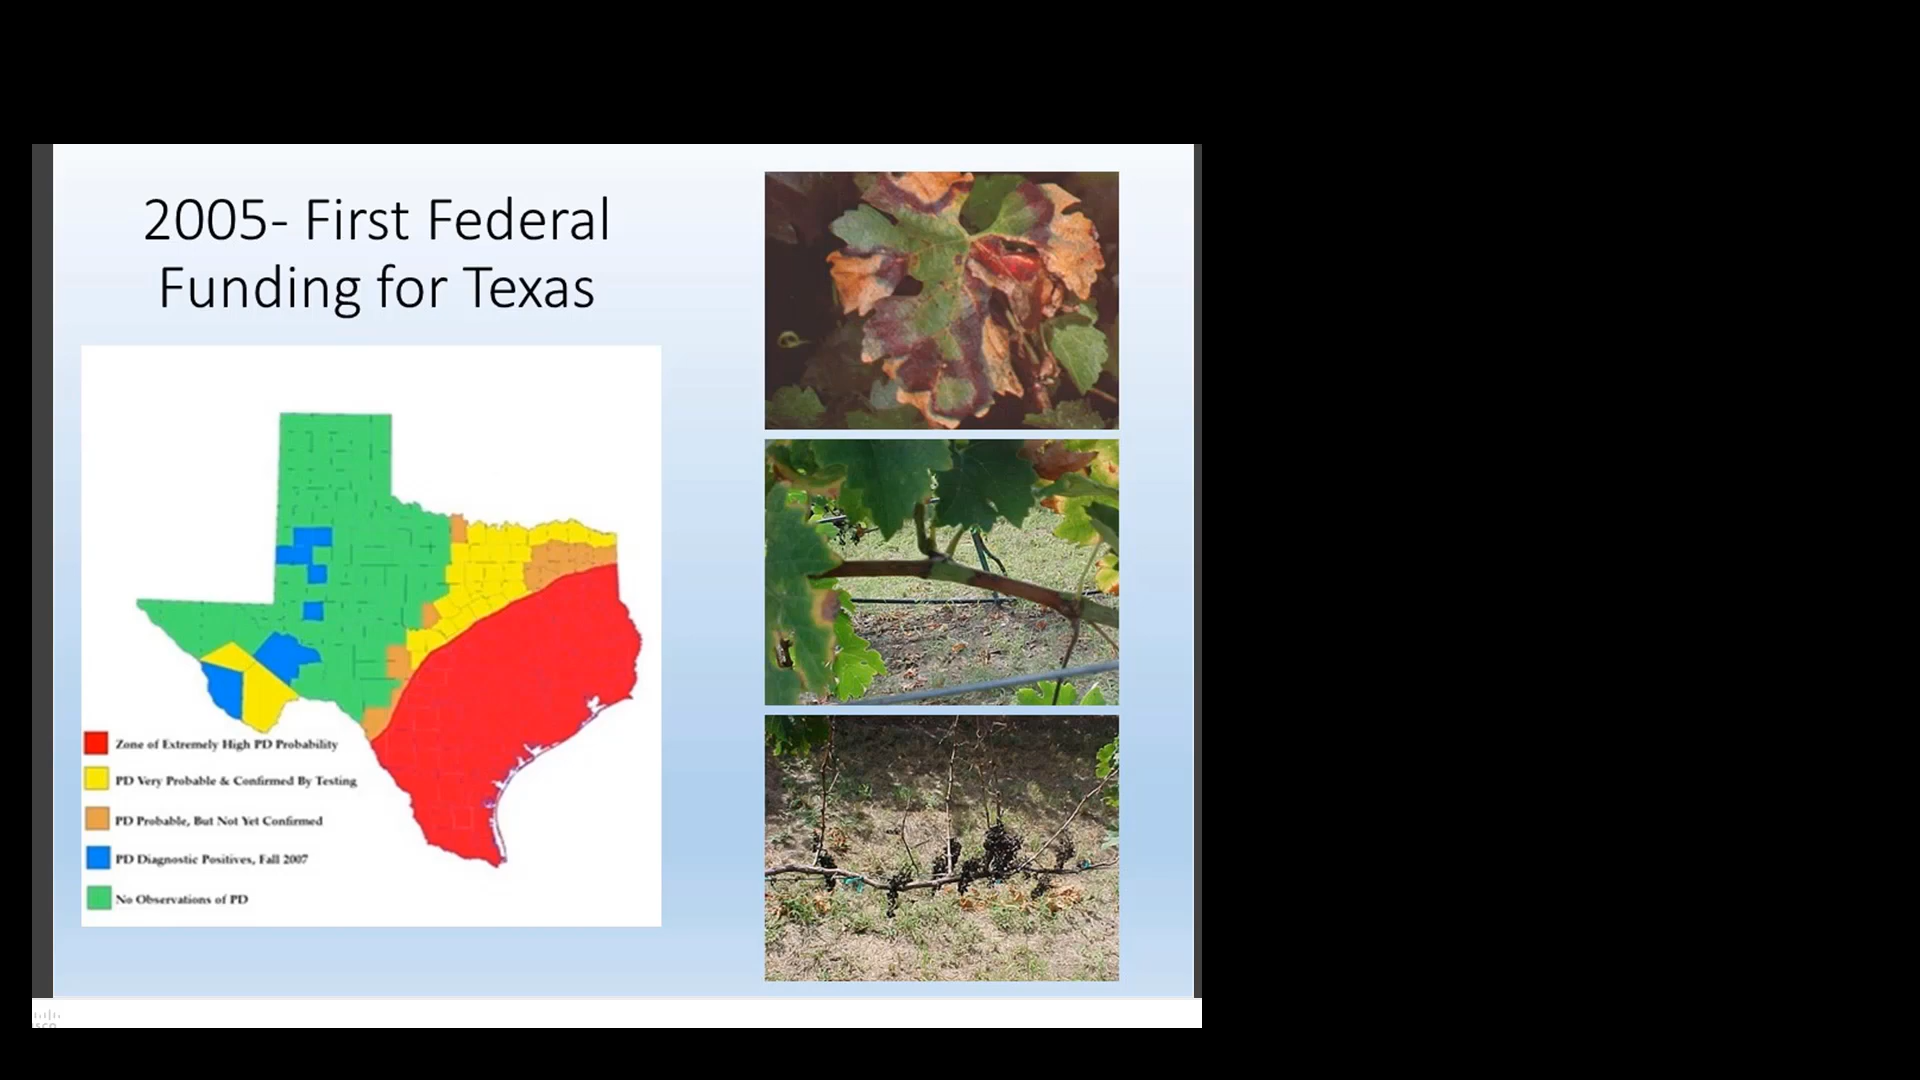 2005- First Federal
Funding for Texas
Zone of Extremely High PD Probability
PD Very Probable & Confirmed By Testing
PD Probable, But Not Yet Confirmed
PD Diagnostic Positives, Fall 2007
No Observations of PD